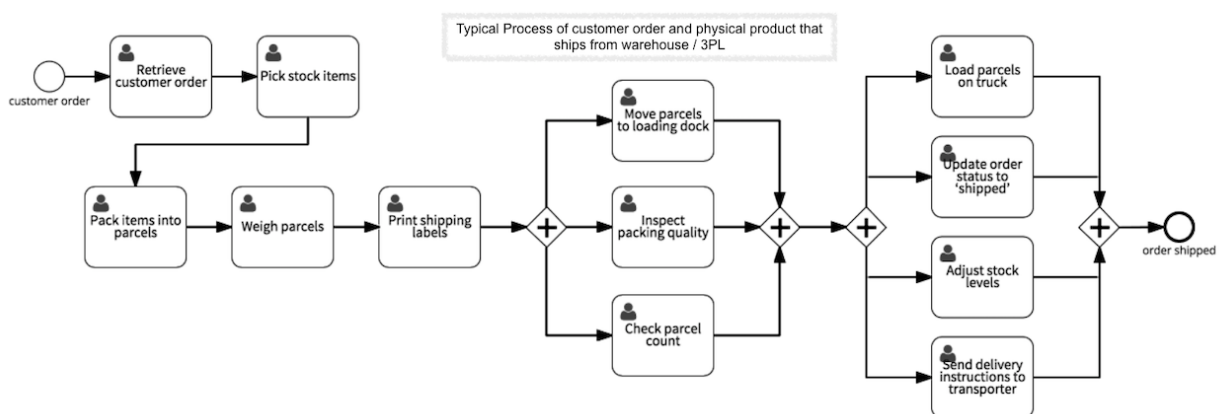 Typical Process of customer order and physical product that
ships from warehouse / 3PL
customer order
Retrieve
customer order
Pick stock items
Pack items into
parcels
Weigh parcels
Print shipping
labels
Move parcels
to loading dock
Inspect
packing quality
Check parcel
count
Load parcels
on truck
Update order
status to
‘shipped’
Adjust stock
levels
Send delivery
instructions to
transporter
order shipped